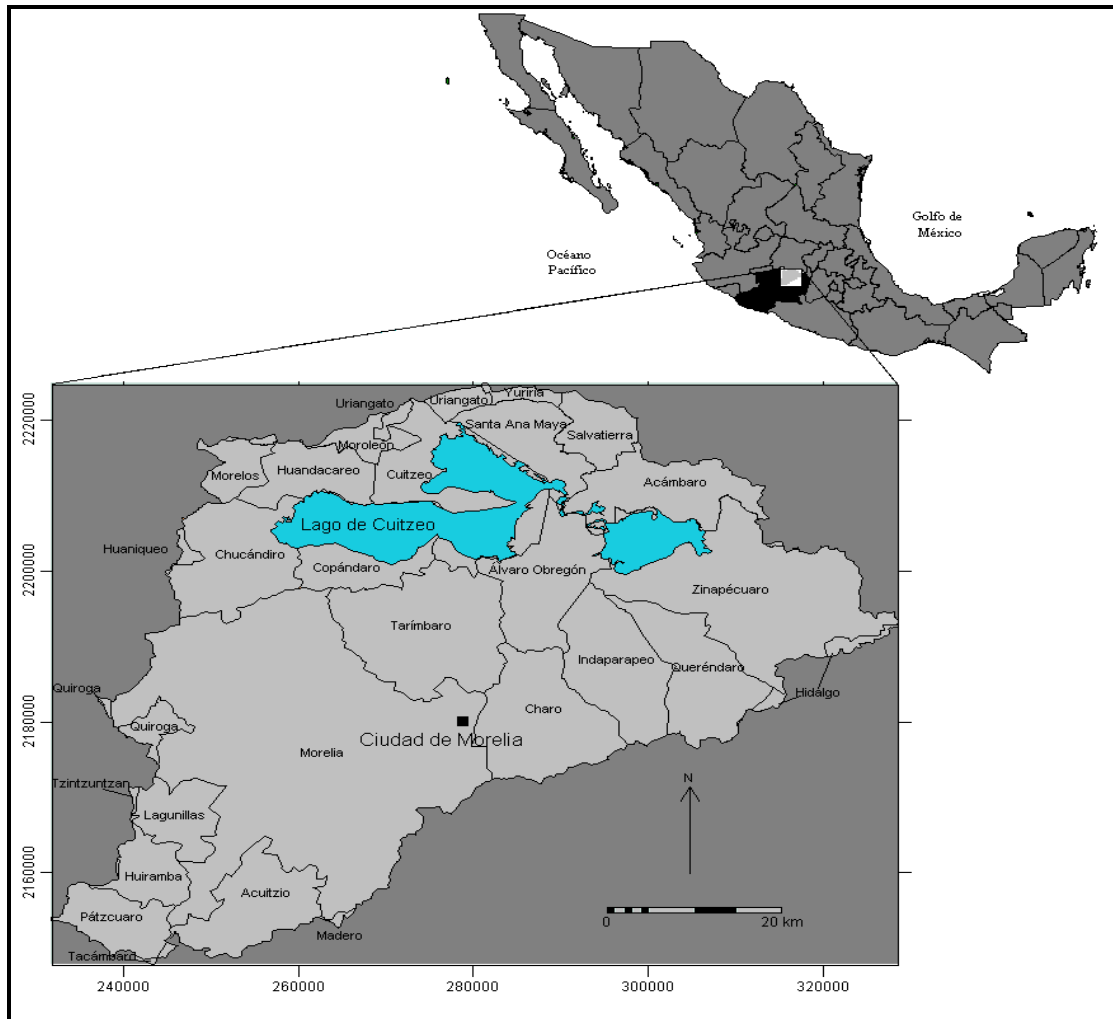 Golfo de
México
Océano
Pacífico
Yuriria
Uriangato
Uriangato
Santa Ana Maya
Salvatierra
Moroleón
Huandacareo
Cuitzeo
Morelos
Acámbaro
Lago de Cuitzeo
Huaniqueo
Chucándiro
Copándaro
Álvaro Obregón
Zinapécuaro
Tarímbaro
Indaparapeo
Queréndaro
Quiroga
Hidalgo
Charo
Quiroga
Ciudad de Morelia
Morelia
Tzintzuntzan
N
Lagunillas
Huiramba
Acuitzio
Pátzcuaro
Madero
Tacámbaro
0
20 km
2220000
2200000
2180000
2160000
240000
260000
280000
300000
320000